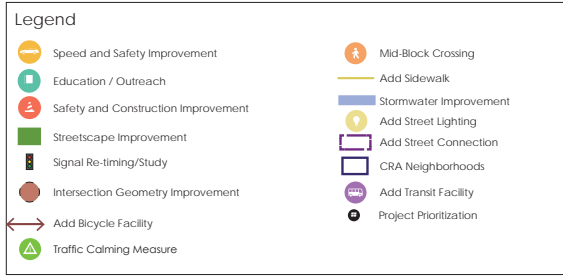 Legend
Speed and Safety Improvement
Education / Outreach
Safety and Construction Improvement
Streetscape Improvement
Signal Re-timing/Study
Intersection Geometry Improvement
Add Bicycle Facility
Traffic Calming Measure
Mid-Block Crossing
Add Sidewalk
Stormwater Improvement
Add Street Lighting
Add Street Connection
CRA Neighborhoods
Add Transit Facility
Project Prioritization